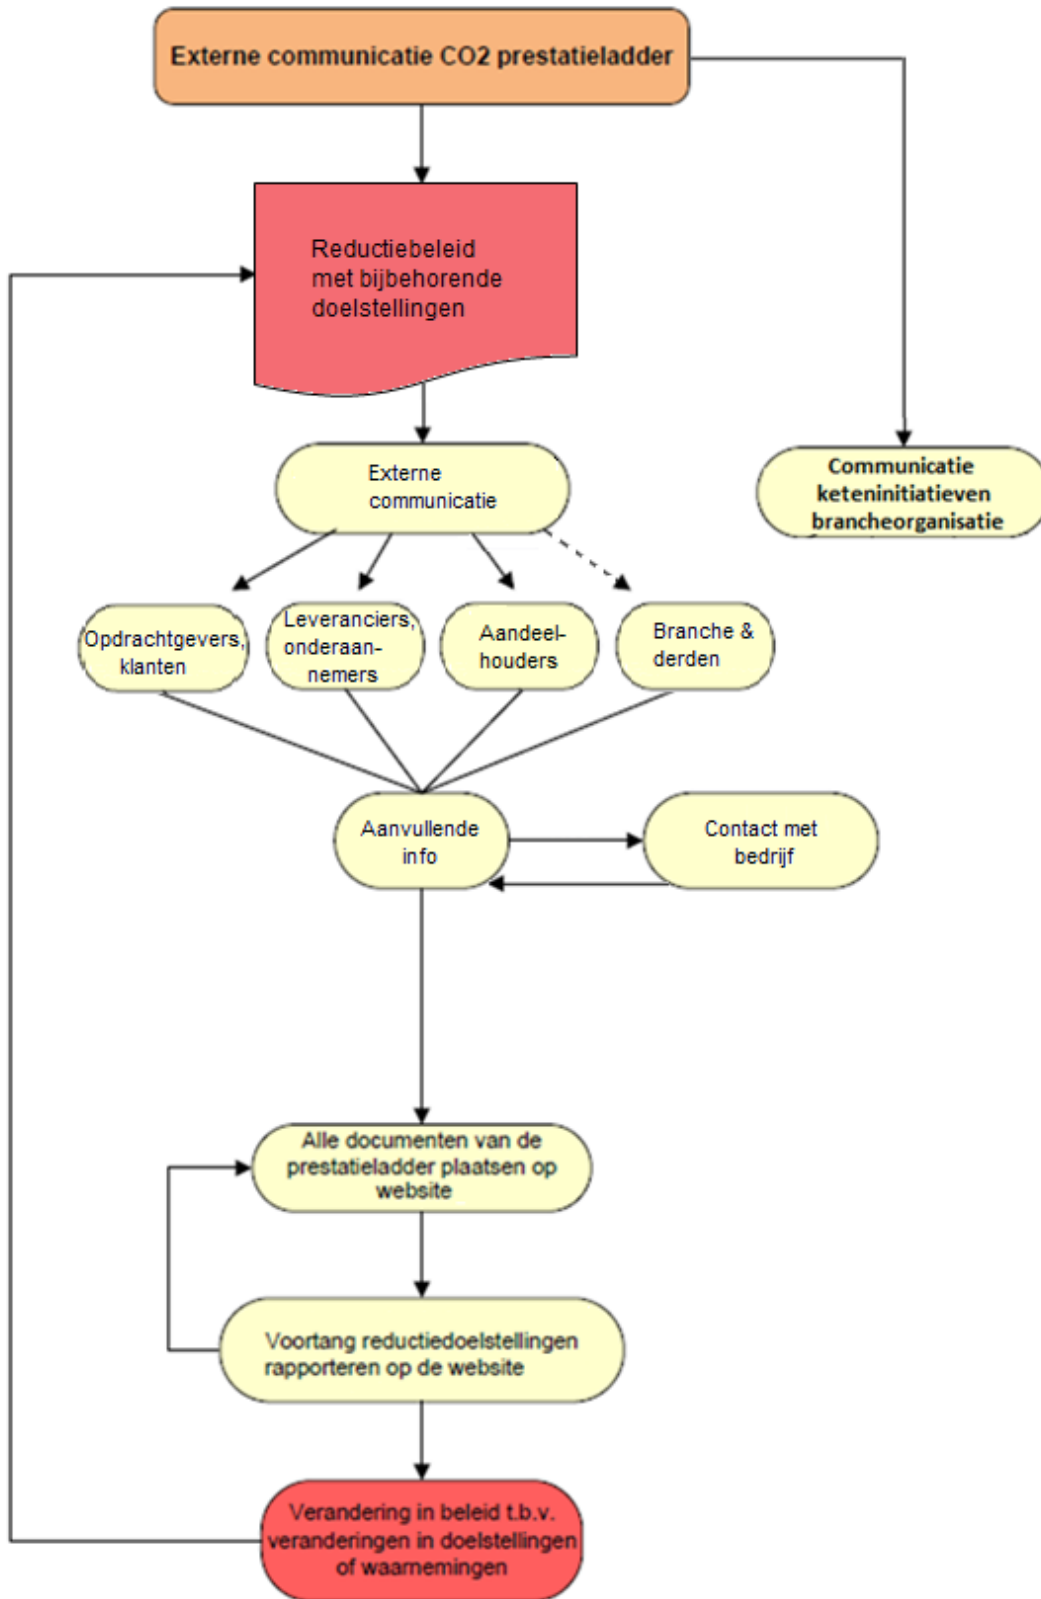 Externe communicatie CO2 prestatieladder
Reductiebeleid
met bijbehorende
doelstellingen
Externe
communicatie
Communicatie
keteninitiatieven
brancheorganisatie
Opdrachtgevers,
klanten
Leveranciers,
onderaan-
nemers
Aandeel-
houders
Branche &
derden
Aanvullende
info
Contact met
bedrijf
Alle documenten van de
prestatieladder plaatsen op
website
Voortang reductiedoelstellingen
rapporteren op de website
Verandering in beleid t.b.v.
veranderingen in doelstellingen
of waarnemingen